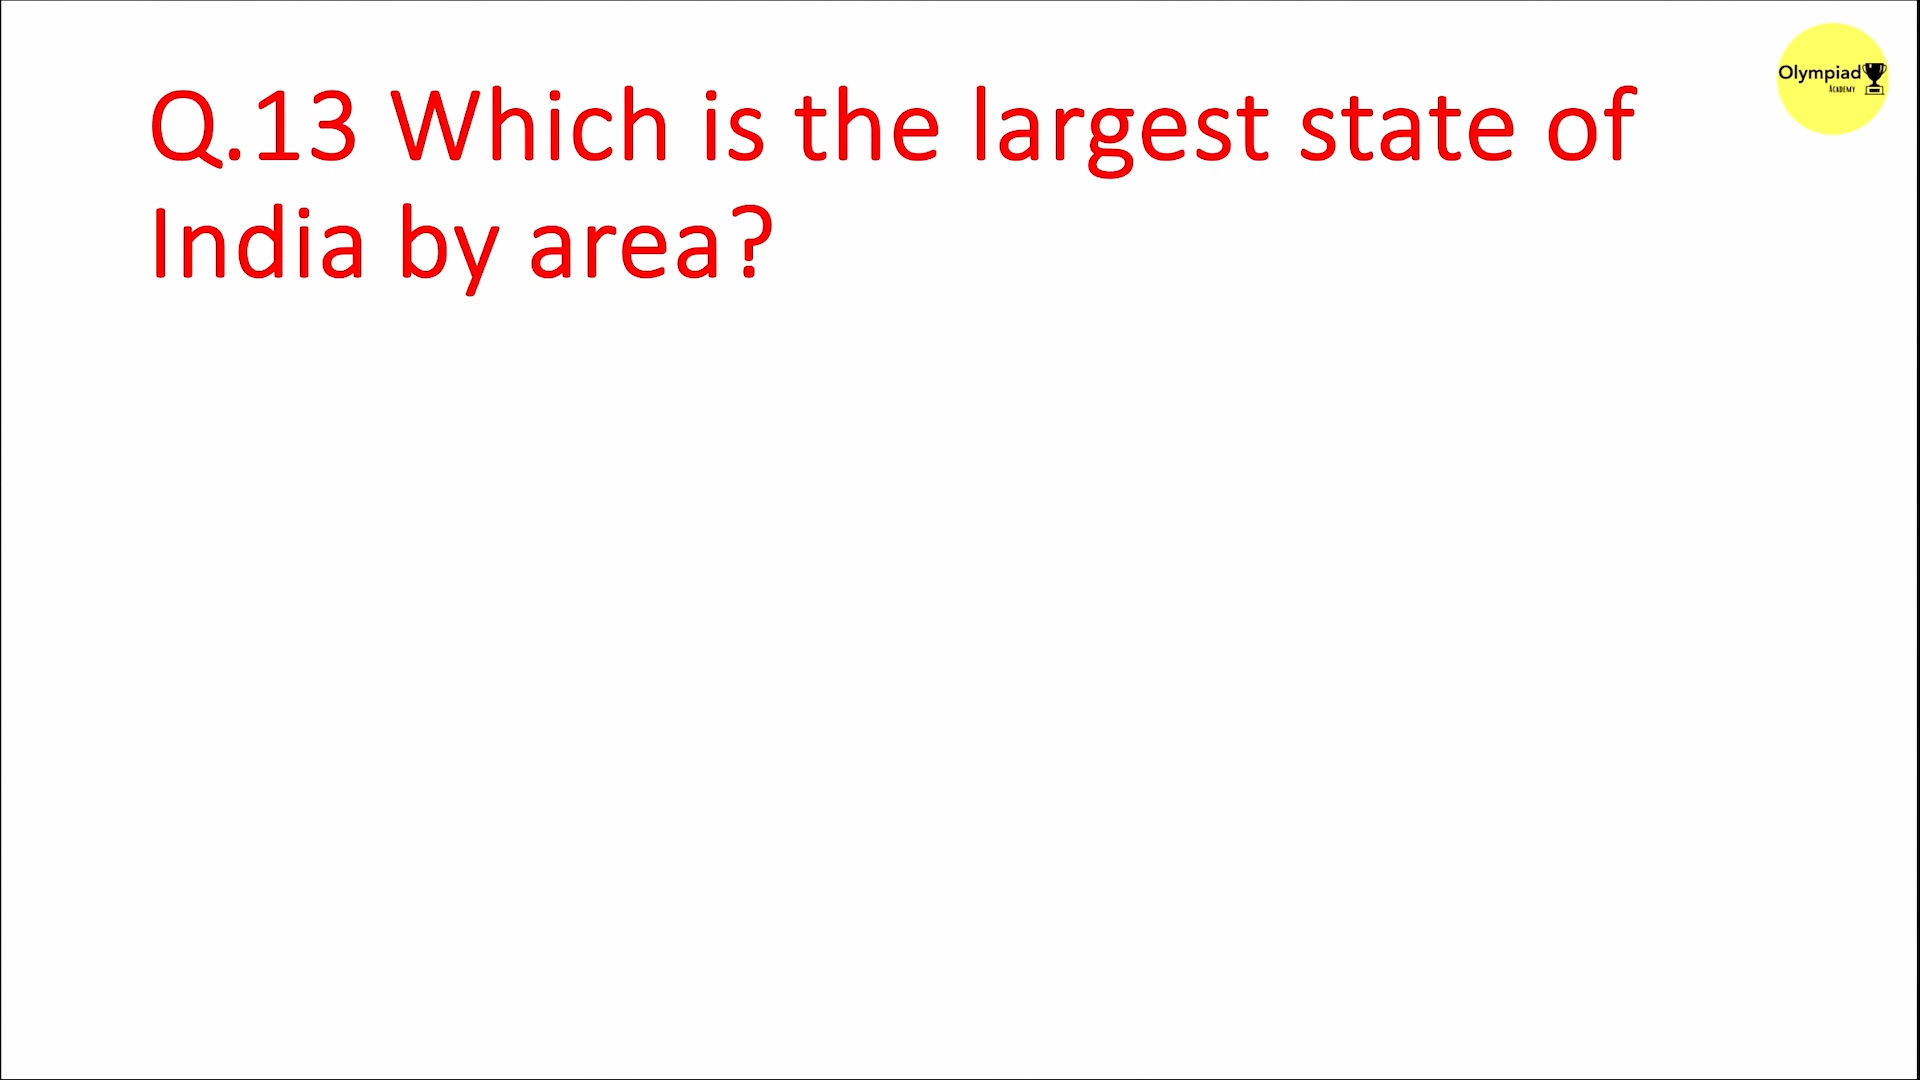 Q.13 Which is the largest state of
India by area?
Olympiad
Academy